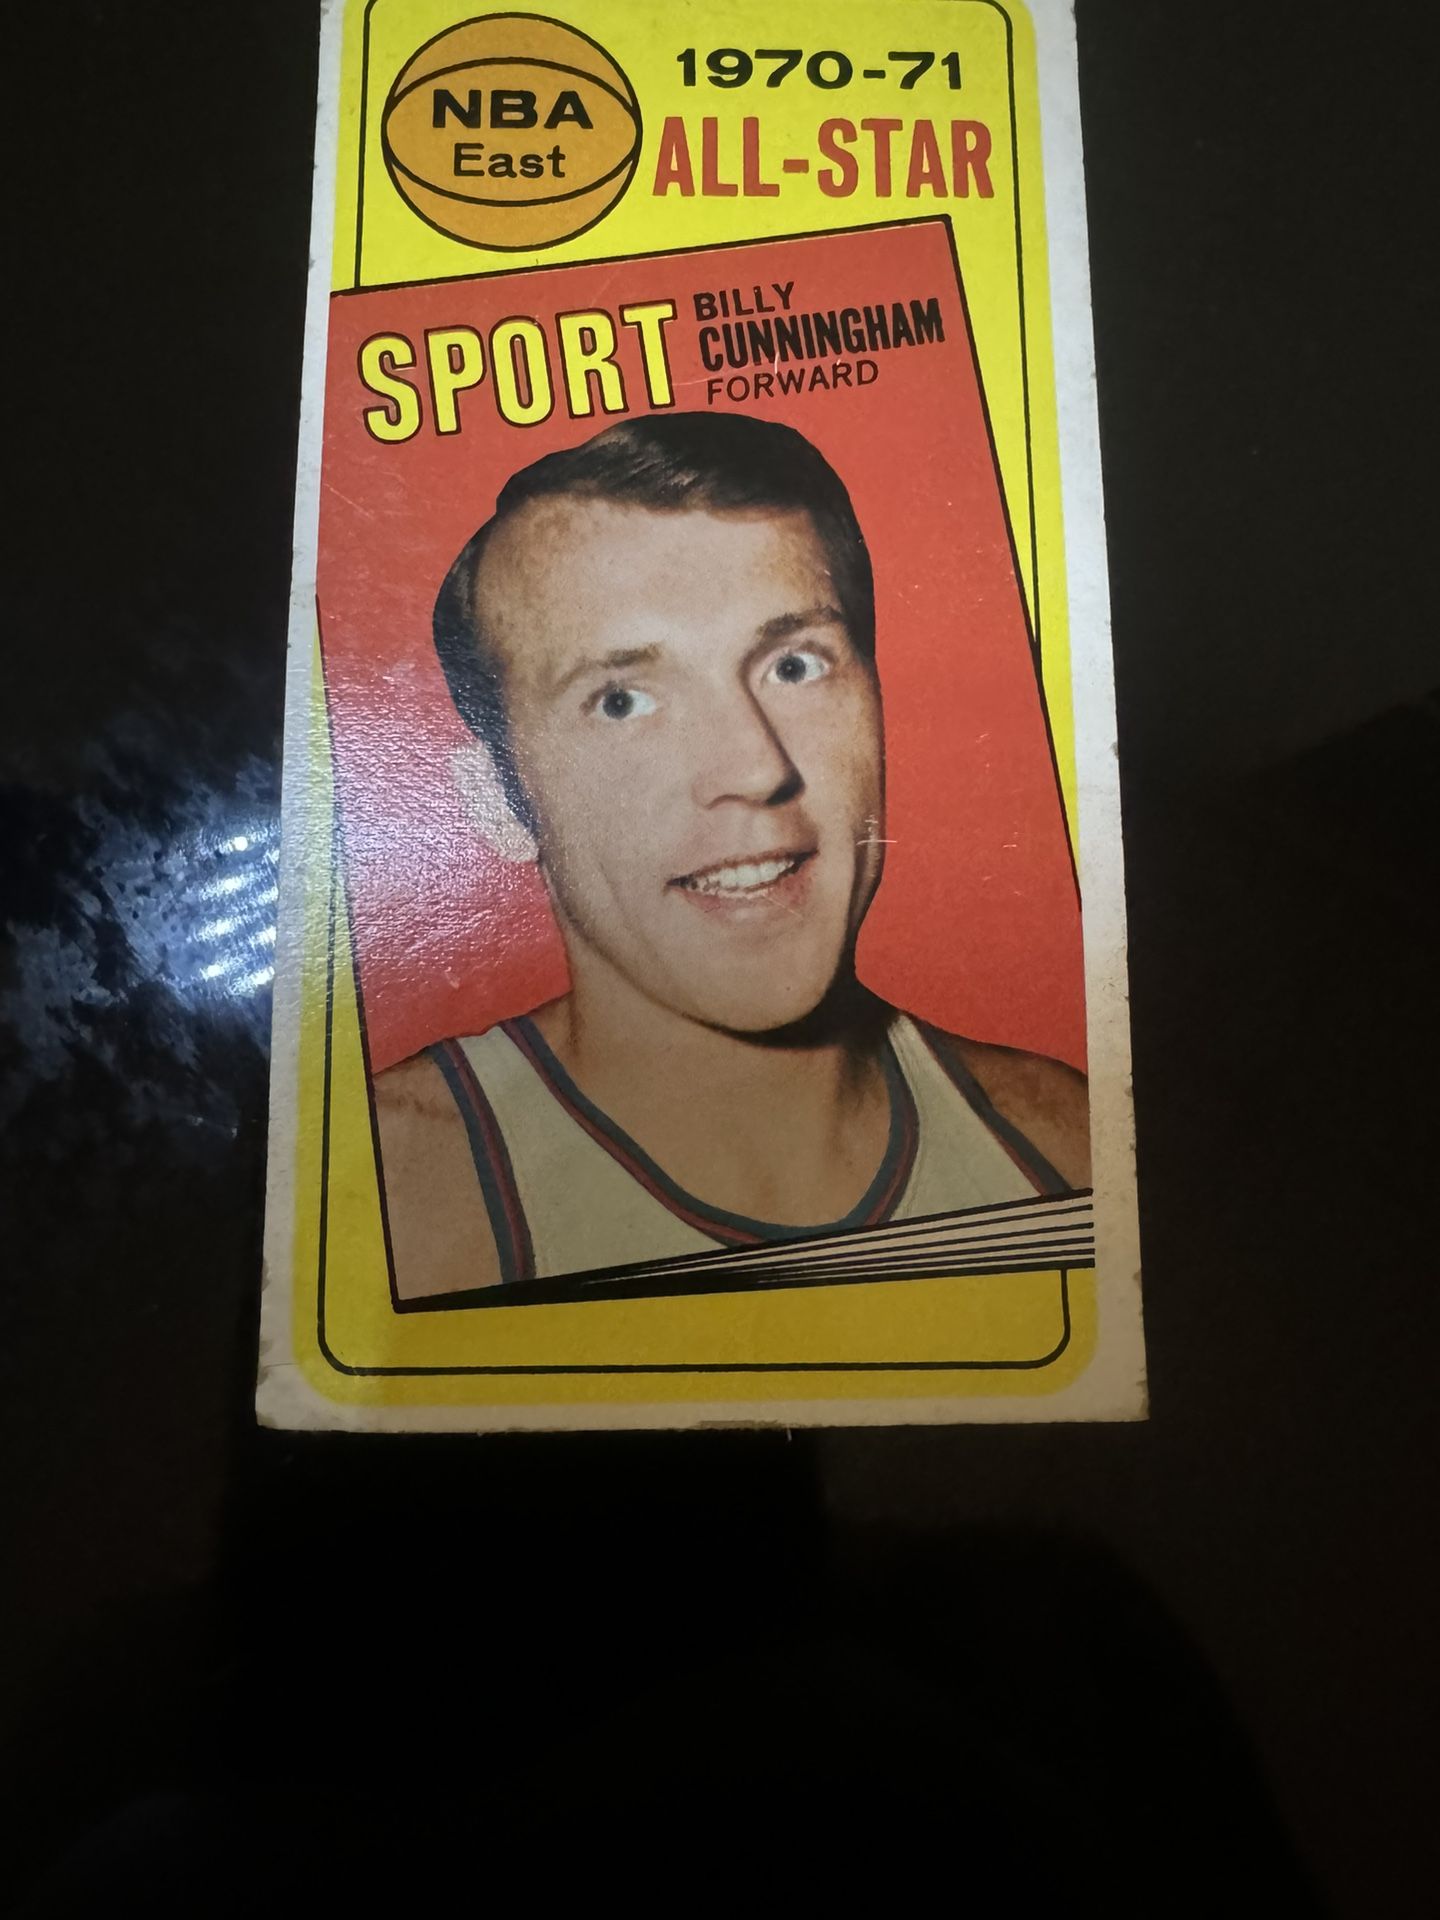 NBA
East
1970-71
ALL-STAR
SPORT
BILLY
CUNNINGHAM
FORWARD